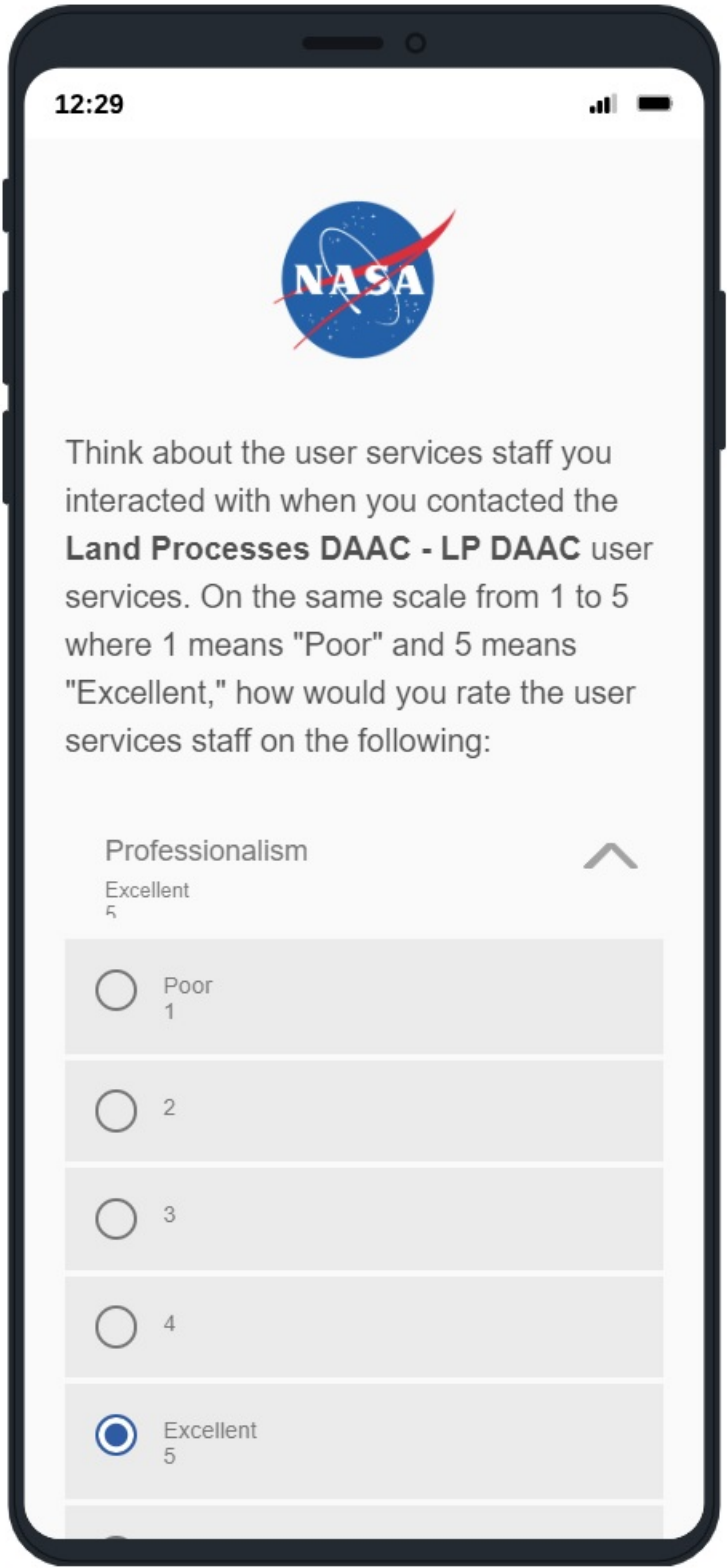 12:29
NASA
Think about the user services staff you
interacted with when you contacted the
Land Processes DAAC - LP DAAC user
services. On the same scale from 1 to 5
where 1 means "Poor" and 5 means
"Excellent," how would you rate the user
services staff on the following:
Professionalism
Excellent
5
Poor
1
2
3
4
Excellent
5